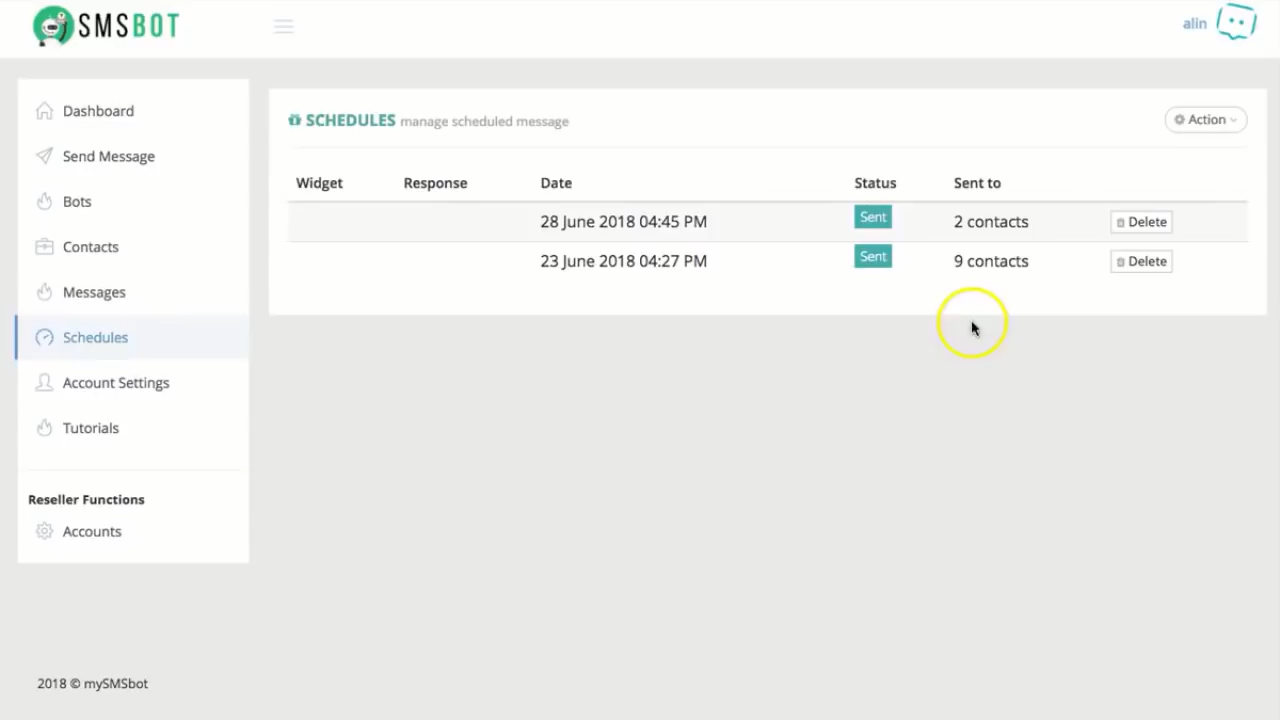 SMSBOT
alin
Dashboard
Send Message
Bots
Contacts
Messages
Schedules
Account Settings
Tutorials
Reseller Functions
Accounts
SCHEDULES manage scheduled message
Action
Widget Response Date Status Sent to
28 June 2018 04:45 PM Sent 2 contacts Delete
23 June 2018 04:27 PM Sent 9 contacts Delete
2018 © mySMSbot